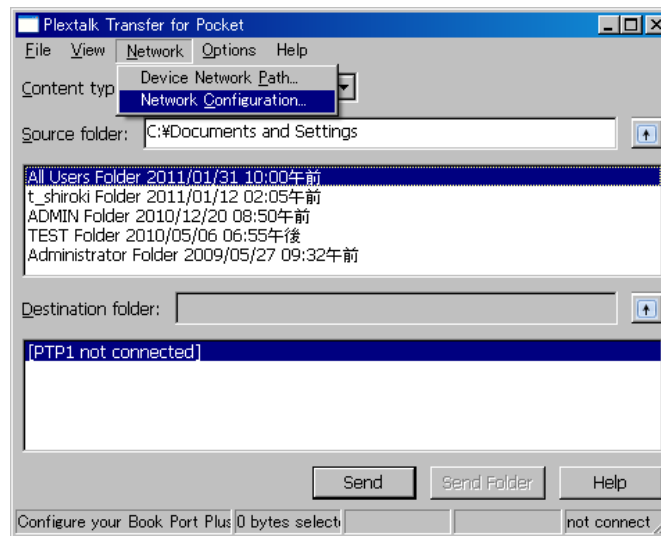 Plextalk Transfer for Pocket
File View Network Options Help
Device Network Path...
Content typ
Network Configuration...
Source folder: C:¥Documents and Settings
All Users Folder 2011/01/31 10:00午前
t_shiroki Folder 2011/01/12 02:05午前
ADMIN Folder 2010/12/20 08:50午前
TEST Folder 2010/05/06 06:55午後
Administrator Folder 2009/05/27 09:32午前
Destination folder:
[PTP1 not connected]
Send Send Folder Help
Configure your Book Port Plus 0 bytes select not connect